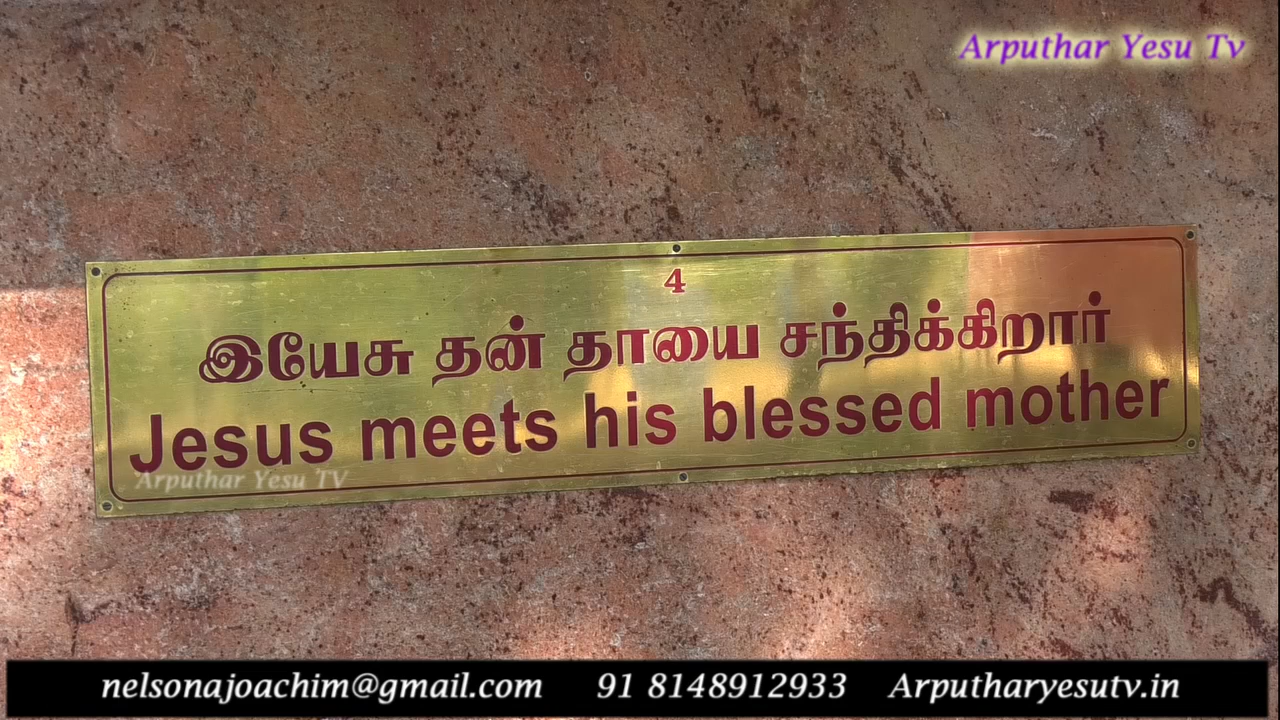 Arputhar Yesu Tv
4
இயேசு தன் தாயை சந்திக்கிறார்
Jesus meets his blessed mother
Arputhar Yesu TV
nelsonajoachim@gmail.com 91 8148912933 Arputharyesutv.in